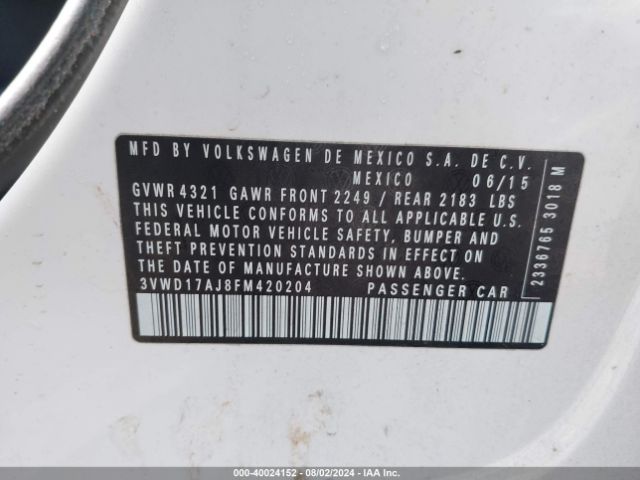 MFD BY VOLKSWAGEN DE MEXICO S.A. DE C.V.
MEXICO 06/15
GVWR 4321 GAWR FRONT 2249 / REAR 2183 LBS
THIS VEHICLE CONFORMS TO ALL APPLICABLE U.S.
FEDERAL MOTOR VEHICLE SAFETY, BUMPER AND
THEFT PREVENTION STANDARDS IN EFFECT ON
THE DATE OF MANUFACTURE SHOWN ABOVE.
3VWD17AJ8FM420204 PASSENGER CAR
2336765 3018 M
000-40024152 - 08/02/2024 - IAAI.com